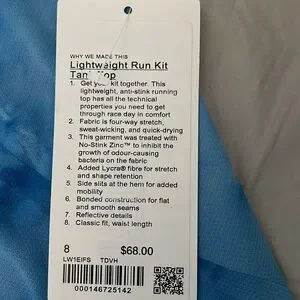 WHY WE MADE THIS
Lightweight Run Kit
Tank Top
1. Get your kit together. This
lightweight, anti-stink running
top has all the technical
properties you need to get
through race day in comfort
2. Fabric is four-way stretch,
sweat-wicking, and quick-drying
3. This garment was treated with
No-Stink Zinc™ to inhibit the
growth of odour-causing
bacteria on the fabric
4. Added Lycra® fibre for stretch
and shape retention
5. Side slits at the hem for added
mobility
6. Bonded construction for flat
and smooth seams
7. Reflective details
8. Classic fit, waist length
8 $68.00
LW1EIFS TDVH
000146725142